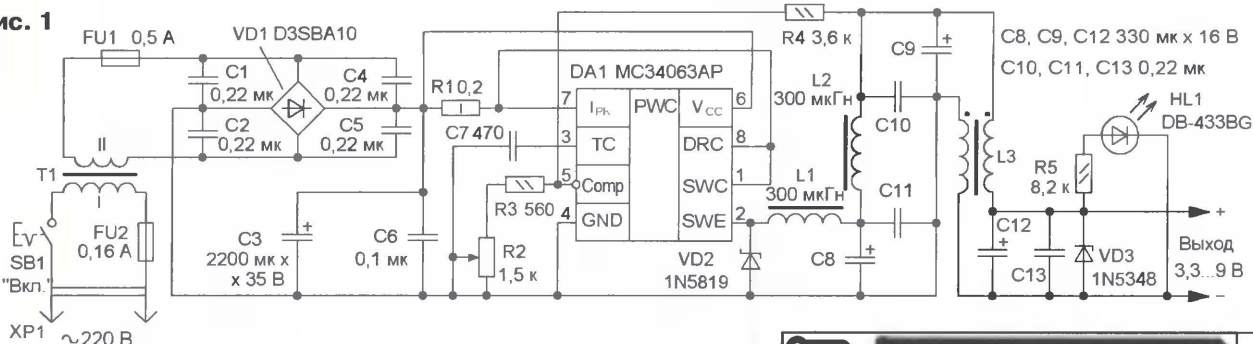 ис. 1
FU1 0,5 А
VD1 D3SBA10
C1
0,22 мк
C2
0,22 мк
C4
0,22 мк
C5
0,22 мк
R1 0,2
C7 470
II
T1
I
SB1
"Вкл."
FU2
0,16 А
XP1
~220 В
C3
2200 мк х
х 35 В
C6
0,1 мк
R3 560
R2
1,5 к
DA1 MC34063AP
7
3
5
4
IPk
TC
Comp
GND
PWC
VCC
DRC
SWC
SWE
6
8
1
2
VD2
1N5819
R4 3,6 к
L2
300 мкГн
L1
300 мкГн
C8
C9
C10
C11
C8, C9, C12 330 мк х 16 В
C10, C11, C13 0,22 мк
L3
HL1
DB-433BG
R5
8,2 к
C12
C13
VD3
1N5348
+
Выход
3,3...9 В
−